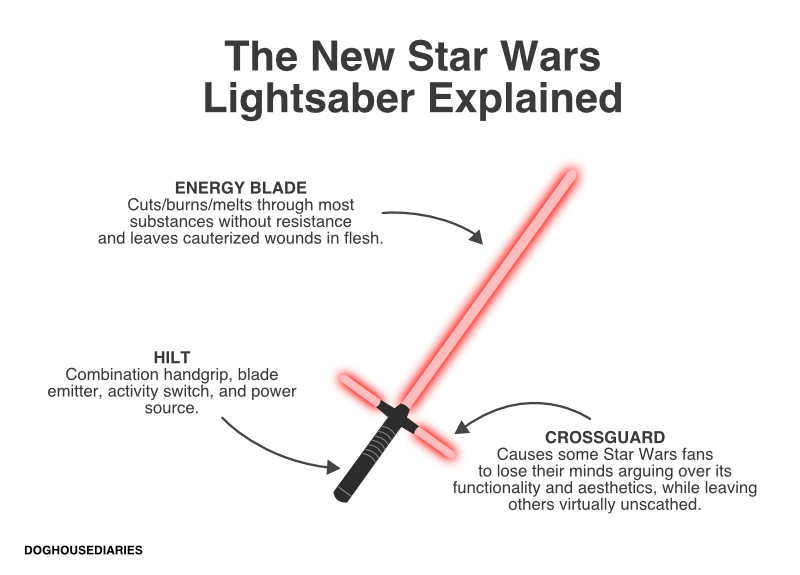 The New Star Wars
Lightsaber Explained
ENERGY BLADE
Cuts/burns/melts through most
substances without resistance
and leaves cauterized wounds in flesh.
HILT
Combination handgrip, blade
emitter, activity switch, and power
source.
CROSSGUARD
Causes some Star Wars fans
to lose their minds arguing over its
functionality and aesthetics, while leaving
others virtually unscathed.
DOGHOUSEDIARIES